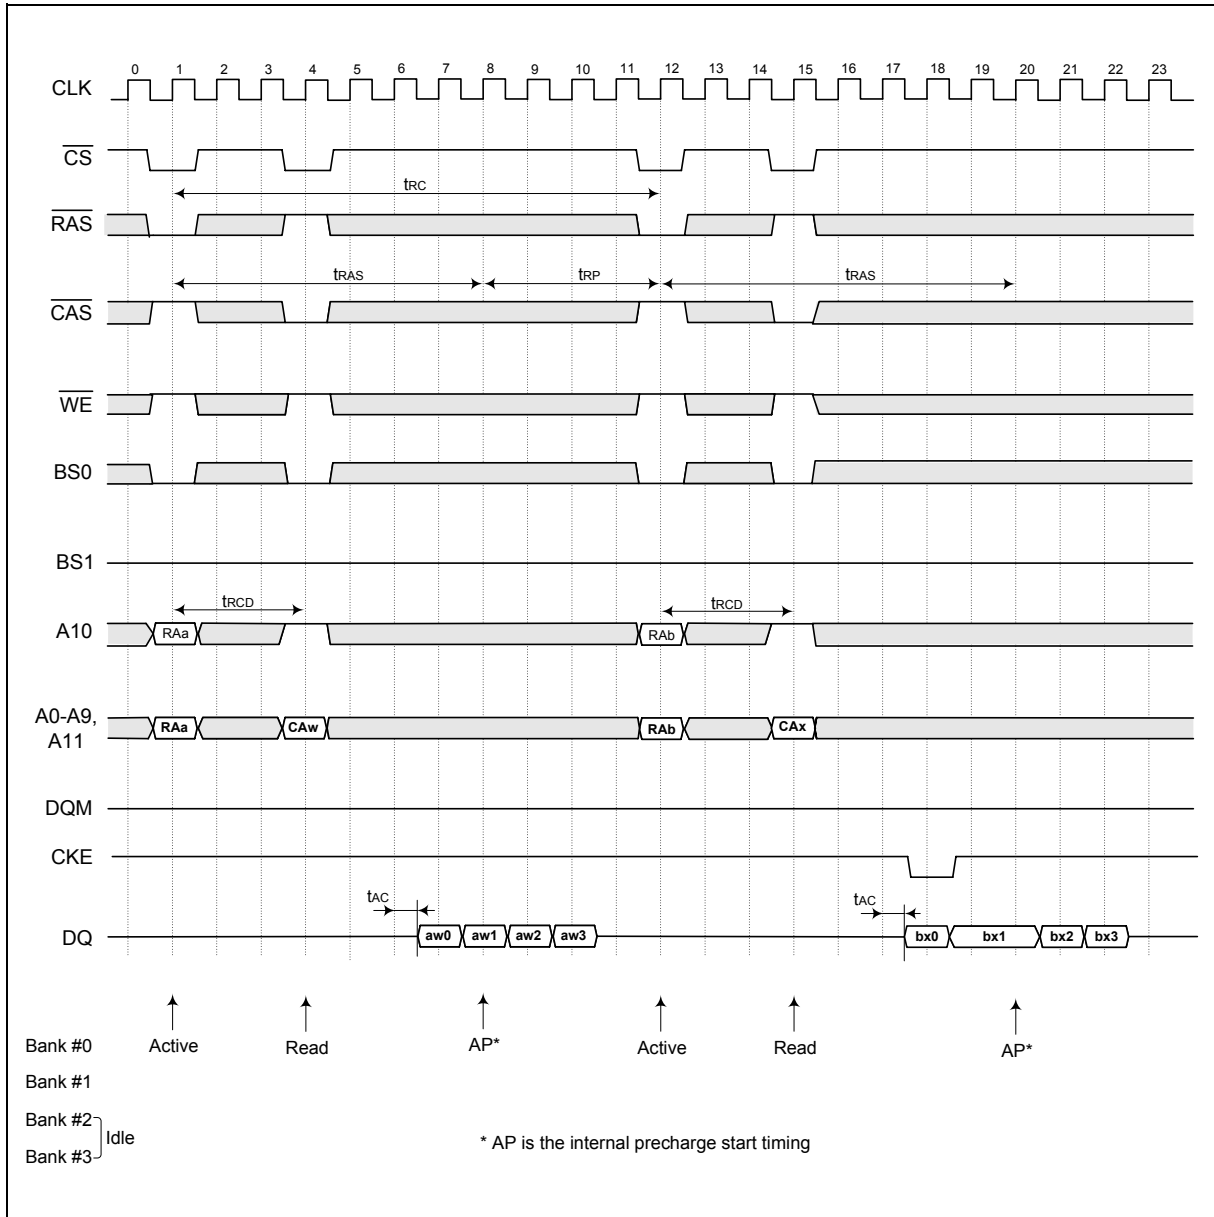 0 1 2 3 4 5 6 7 8 9 10 11 12 13 14 15 16 17 18 19 20 21 22 23
CLK
CS
tRC
RAS
tRAS tRP tRAS
CAS
WE
BS0
BS1
tRCD tRCD
A10 RAa RAb
A0-A9,
A11 RAa CAw RAb CAx
DQM
CKE
tAC tAC
DQ aw0 aw1 aw2 aw3 bx0 bx1 bx2 bx3
Bank #0 Active Read AP* Active Read AP*
Bank #1
Bank #2
Idle
Bank #3
* AP is the internal precharge start timing